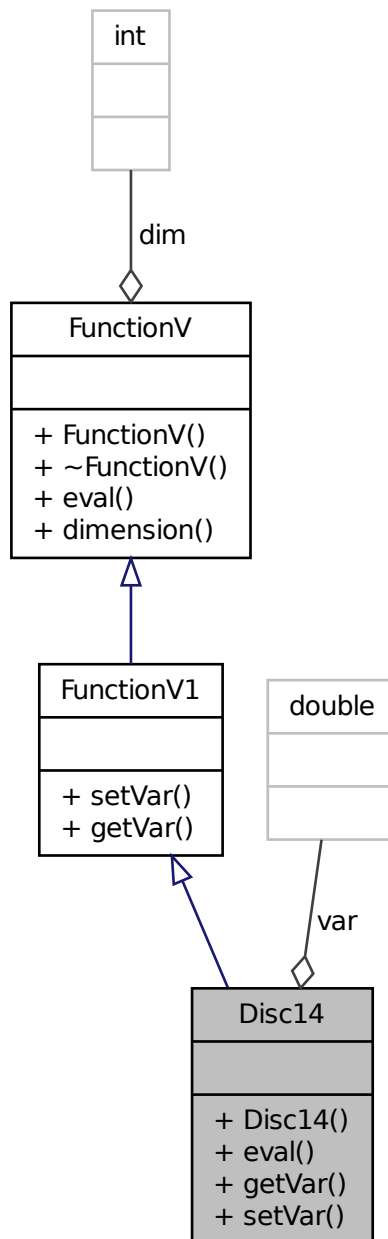 int
dim
FunctionV
+ FunctionV()
+ ~FunctionV()
+ eval()
+ dimension()
FunctionV1
+ setVar()
+ getVar()
double
var
Disc14
+ Disc14()
+ eval()
+ getVar()
+ setVar()